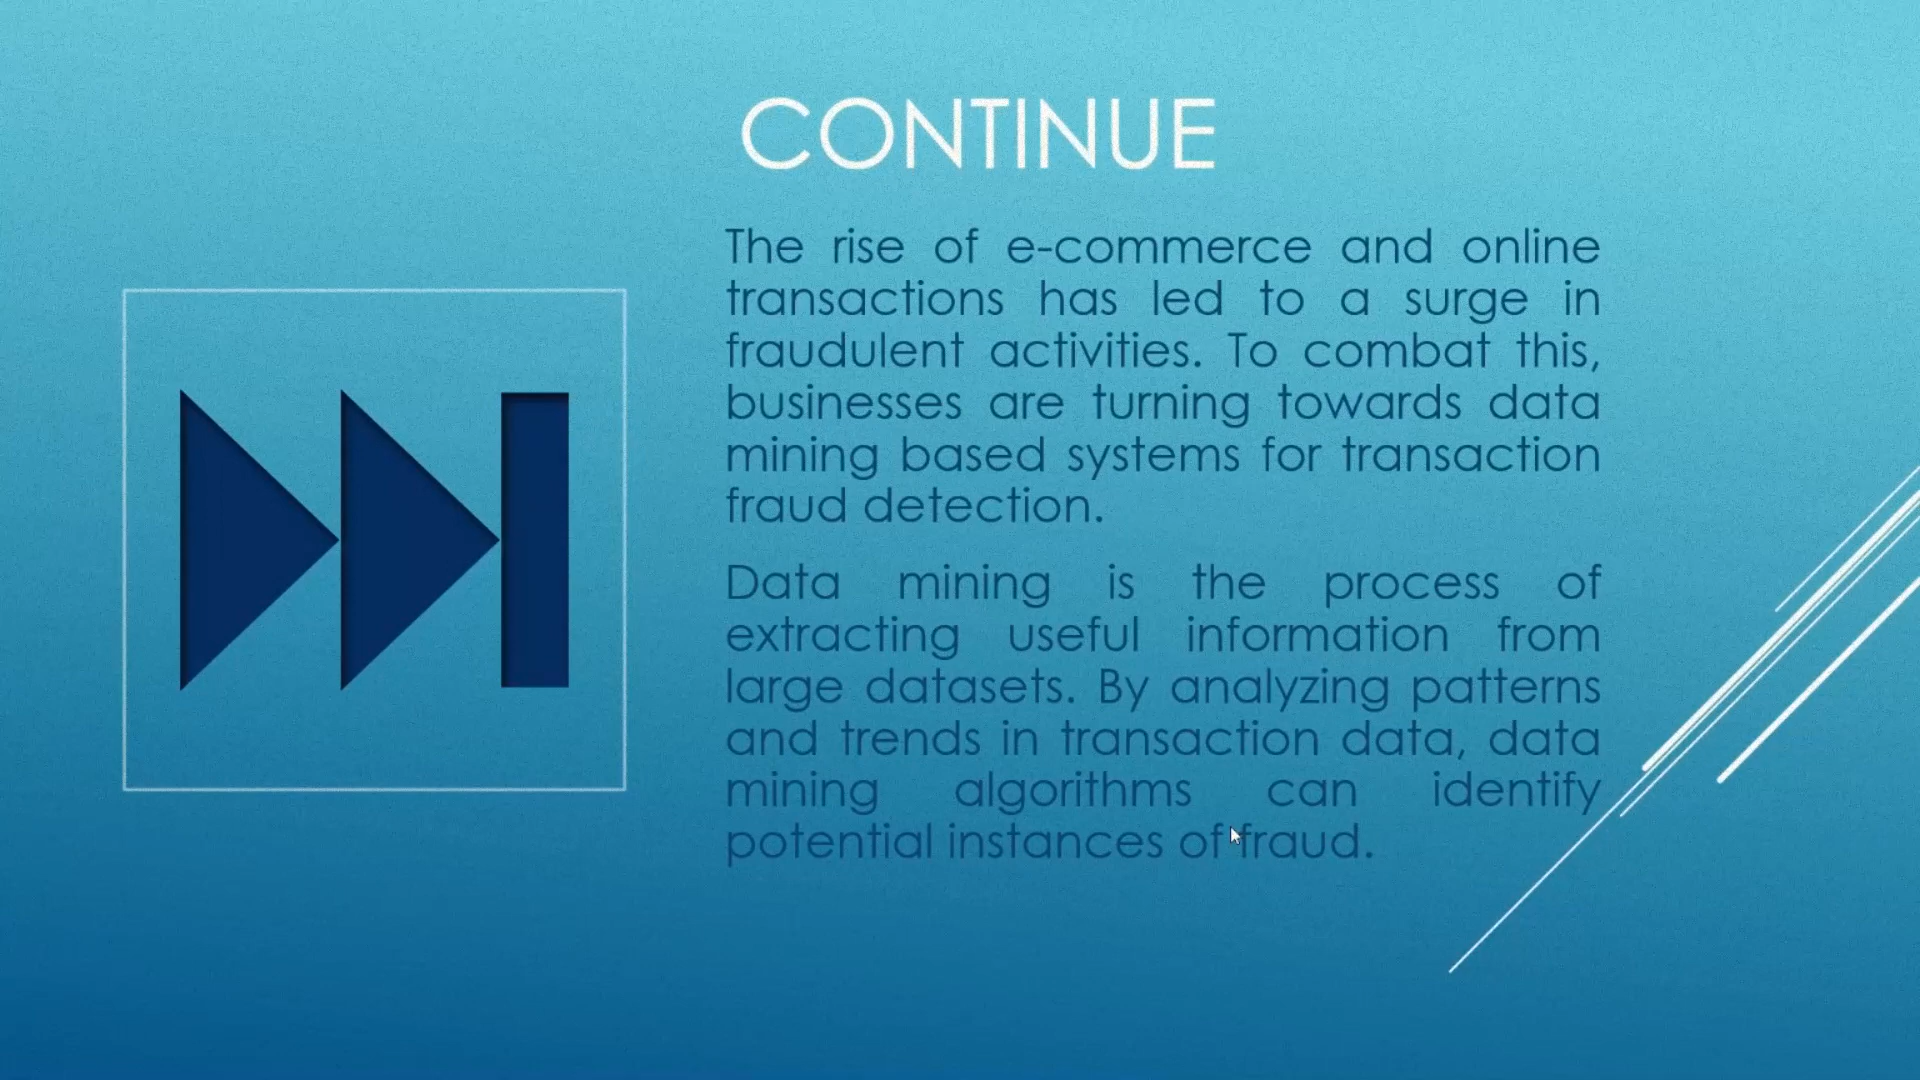 CONTINUE
The rise of e-commerce and online
transactions has led to a surge in
fraudulent activities. To combat this,
businesses are turning towards data
mining based systems for transaction
fraud detection.
Data mining is the process of
extracting useful information from
large datasets. By analyzing patterns
and trends in transaction data, data
mining algorithms can identify
potential instances of fraud.